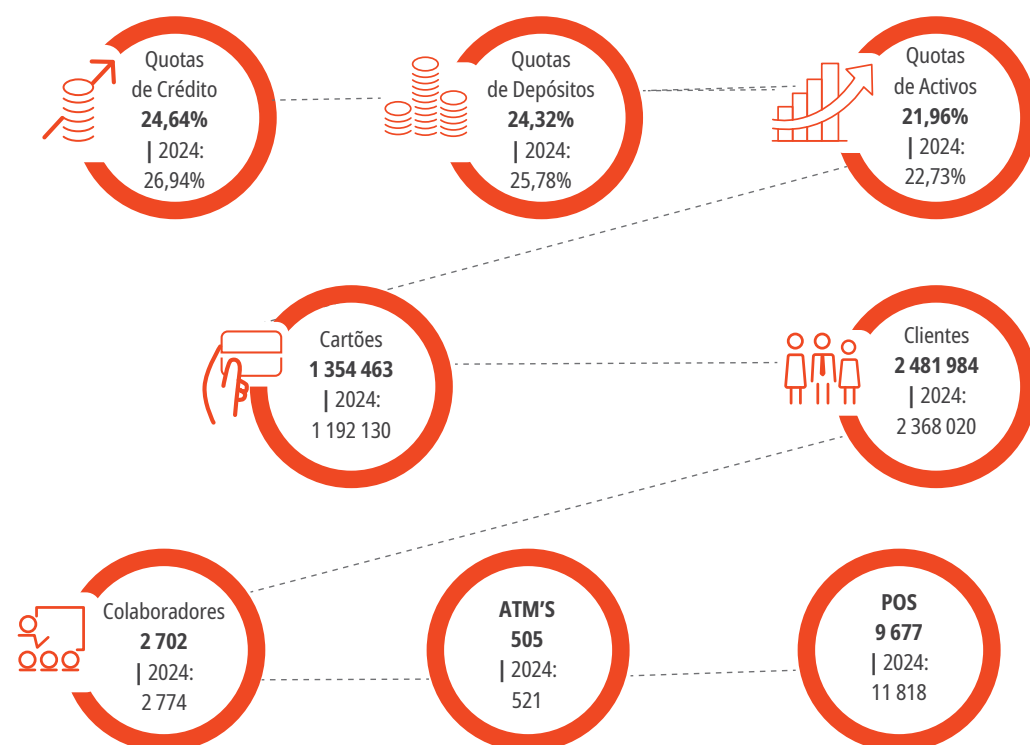 Quotas
de Crédito
24,64%
| 2024:
26,94%
Quotas
de Depósitos
24,32%
| 2024:
25,78%
Quotas
de Activos
21,96%
| 2024:
22,73%
Cartões
1 354 463
| 2024:
1 192 130
Clientes
2 481 984
| 2024:
2 368 020
Colaboradores
2 702
| 2024:
2 774
ATM'S
505
| 2024:
521
POS
9 677
| 2024:
11 818